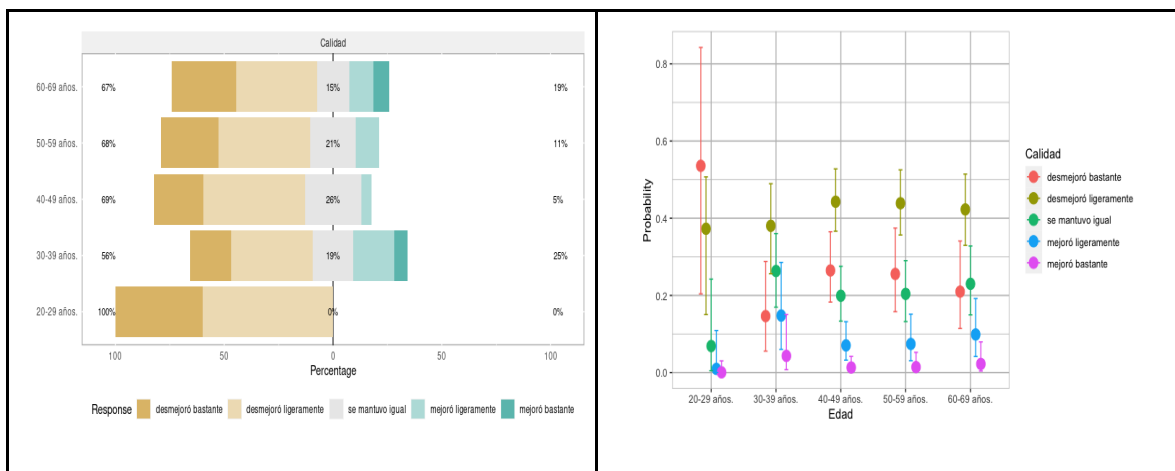 Calidad
60-69 años. 67% 15% 19%
50-59 años. 68% 21% 11%
40-49 años. 69% 26% 5%
30-39 años. 56% 19% 25%
20-29 años. 100% 0% 0%
100 50 0 50 100
Percentage
Response desmejoró bastante desmejoró ligeramente se mantuvo igual mejoró ligeramente mejoró bastante
0.8
0.6
0.4
0.2
0.0
Probability
20-29 años. 30-39 años. 40-49 años. 50-59 años. 60-69 años.
Edad
Calidad
desmejoró bastante
desmejoró ligeramente
se mantuvo igual
mejoró ligeramente
mejoró bastante